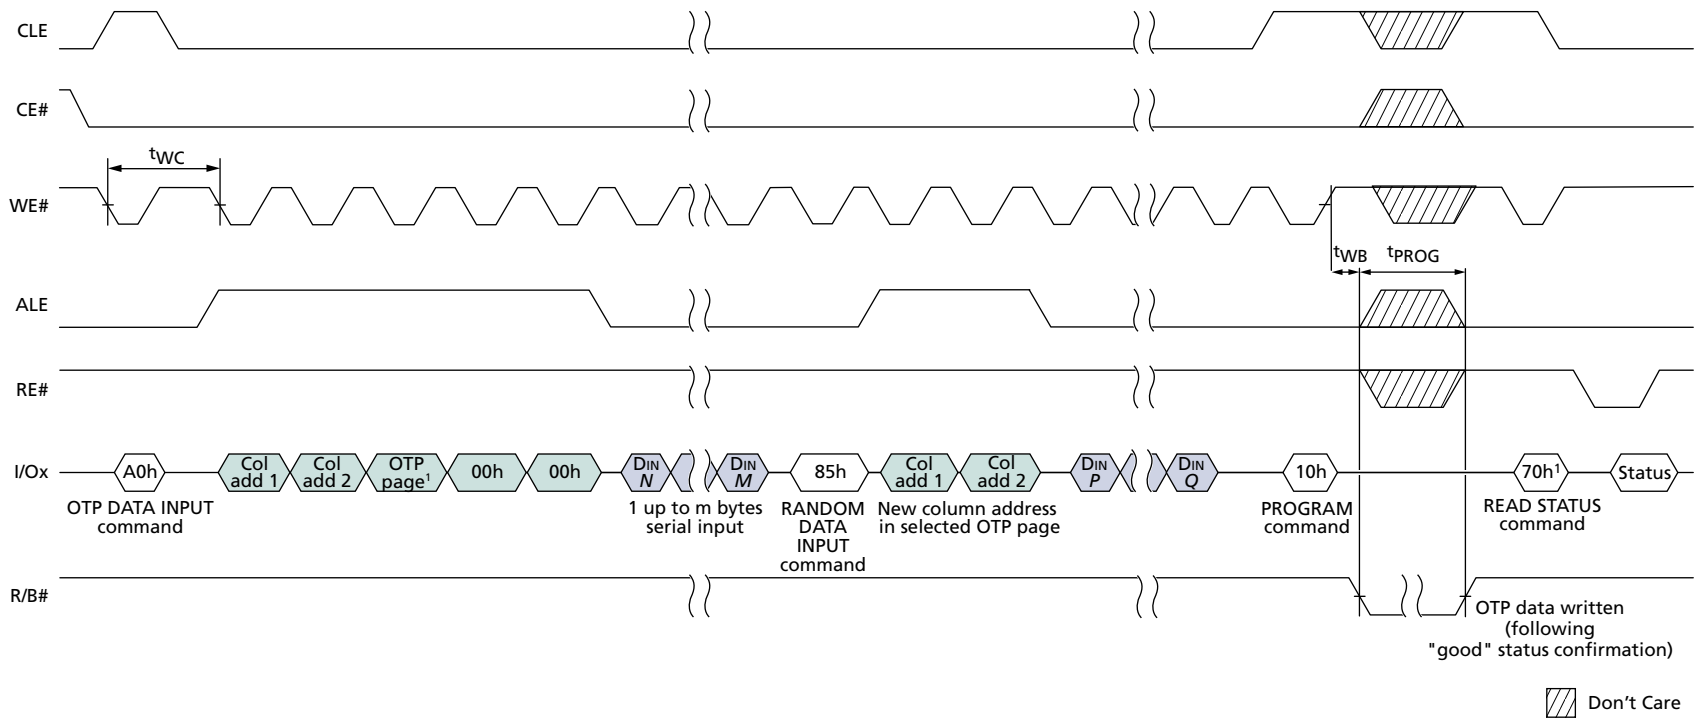 CLE
CE#
tWC
WE#
tWB tPROG
ALE
RE#
I/Ox
A0h
Col add 1
Col add 2
OTP page1
00h
00h
DIN N
DIN M
85h
Col add 1
Col add 2
DIN P
DIN Q
10h
70h1
Status
OTP DATA INPUT
command
1 up to m bytes
serial input
RANDOM
DATA
INPUT
command
New column address
in selected OTP page
PROGRAM
command
READ STATUS
command
R/B#
OTP data written
(following
"good" status confirmation)
Don't Care